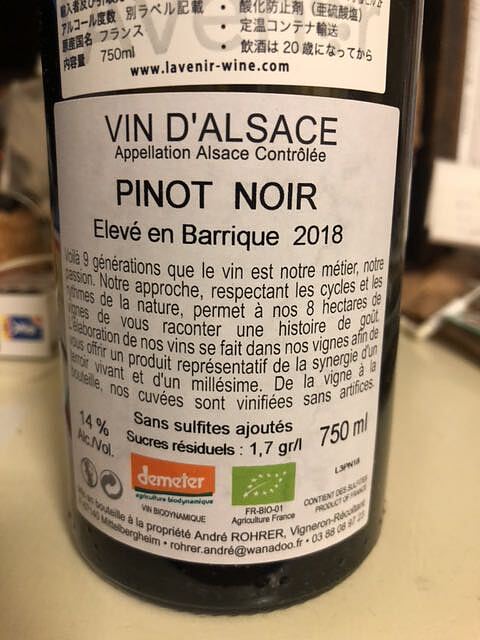 アルコール度数 別ラベル記載 ・ 酸化防止剤 (亜硫酸塩)
原産国名 フランス ・ 定温コンテナ輸送
内容量 750ml ・ 飲酒は20歳になってから
www.lavenir-wine.com
VIN D'ALSACE
Appellation Alsace Contrôlée
PINOT NOIR
Elevé en Barrique 2018
Voilà 9 générations que le vin est notre métier, notre
passion. Notre approche, respectant les cycles et les
rythmes de la nature, permet à nos 8 hectares de
vignes de vous raconter une histoire de goût.
L'élaboration de nos vins se fait dans nos vignes afin de
vous offrir un produit représentatif de la synergie d'un
terroir vivant et d'un millésime. De la vigne à la
bouteille, nos cuvées sont vinifiées sans artifices.
14 %
Alc./Vol.
Sans sulfites ajoutés
Sucres résiduels : 1,7 gr/l
750 ml
L3PN18
demeter
agriculture biodynamique
VIN BIODYNAMIQUE
FR-BIO-01
Agriculture France
CONTIENT DES SULFITES
PRODUCT OF FRANCE
Mis en bouteille à la propriété André ROHRER, Vigneron-Récoltant
67140 Mittelbergheim • rohrer.andré@wanadoo.fr • 03 88 08 97 23